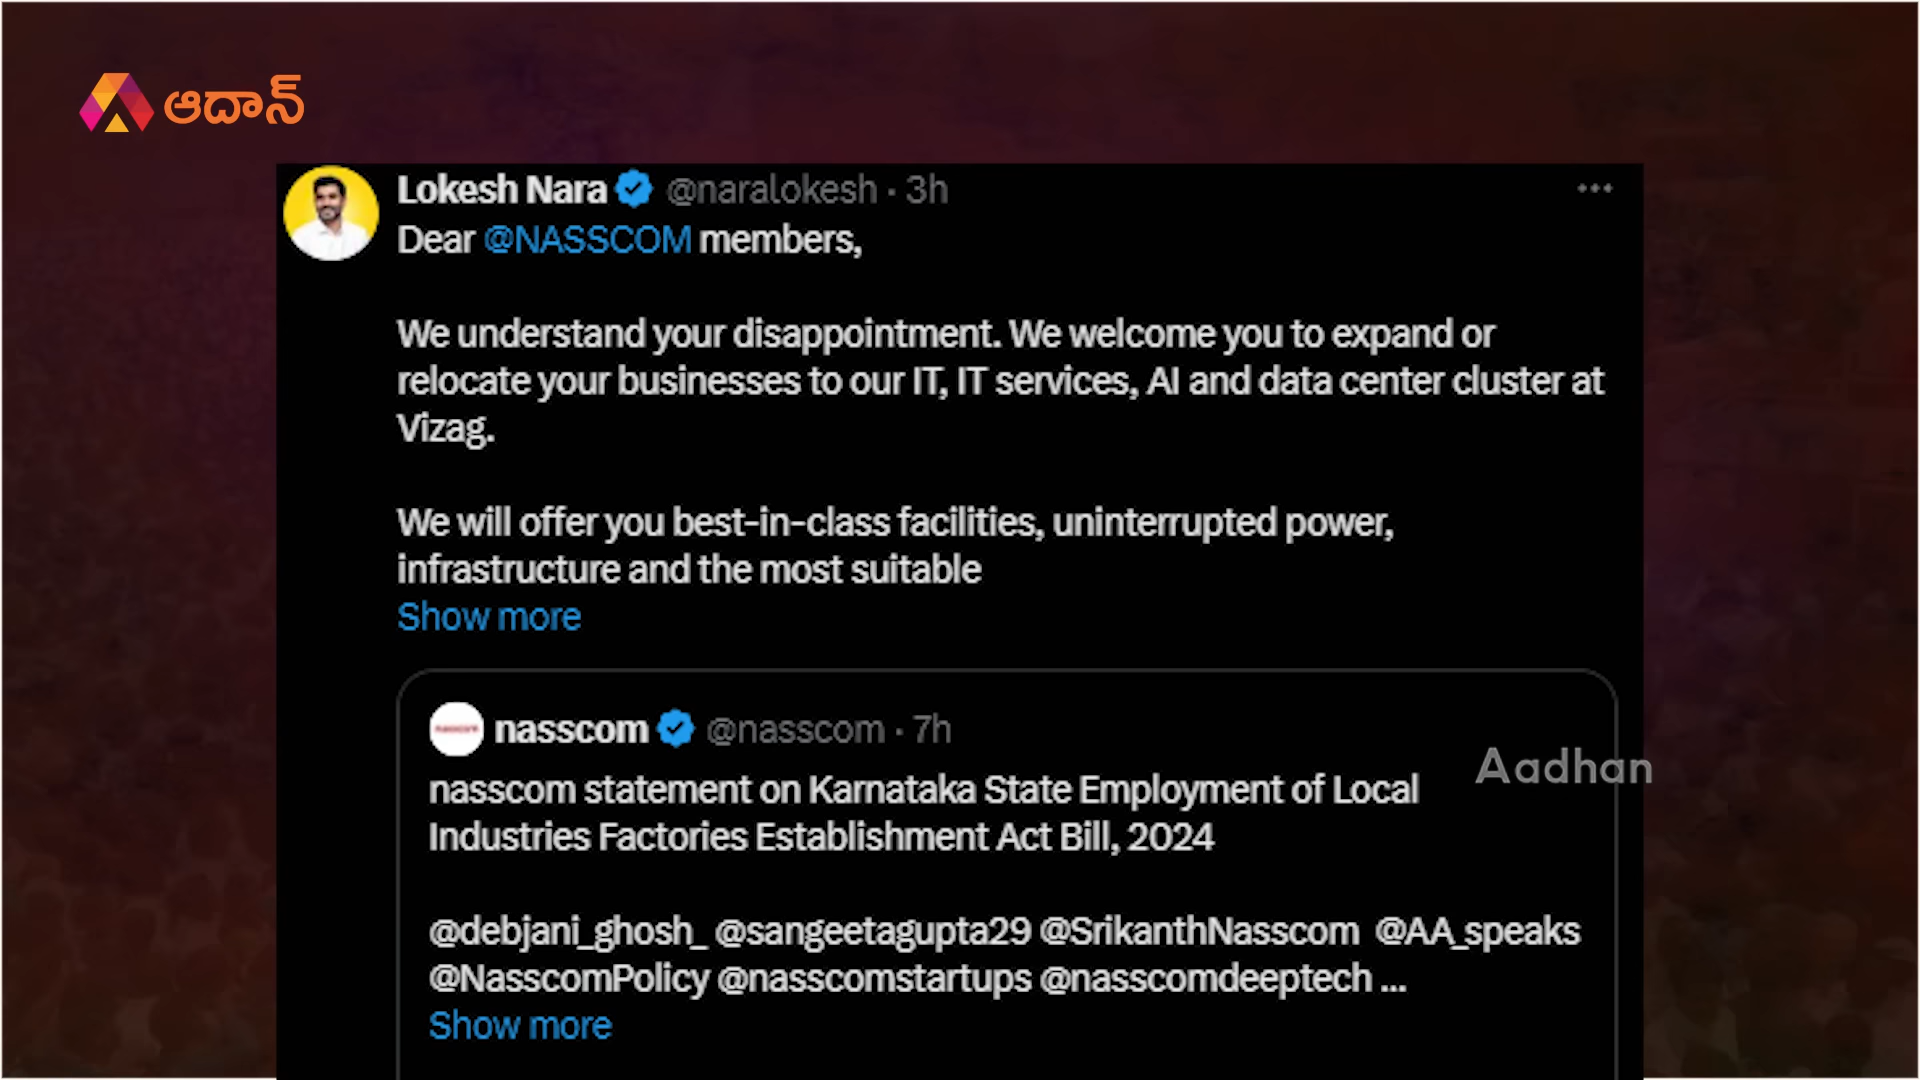 ఆదాన్
Lokesh Nara @naralokesh · 3h
Dear @NASSCOM members,
We understand your disappointment. We welcome you to expand or
relocate your businesses to our IT, IT services, AI and data center cluster at
Vizag.
We will offer you best-in-class facilities, uninterrupted power,
infrastructure and the most suitable
Show more
nasscom @nasscom · 7h
Aadhan
nasscom statement on Karnataka State Employment of Local
Industries Factories Establishment Act Bill, 2024
@debjani_ghosh_ @sangeetagupta29 @SrikanthNasscom @AA_speaks
@NasscomPolicy @nasscomstartups @nasscomdeeptech ...
Show more